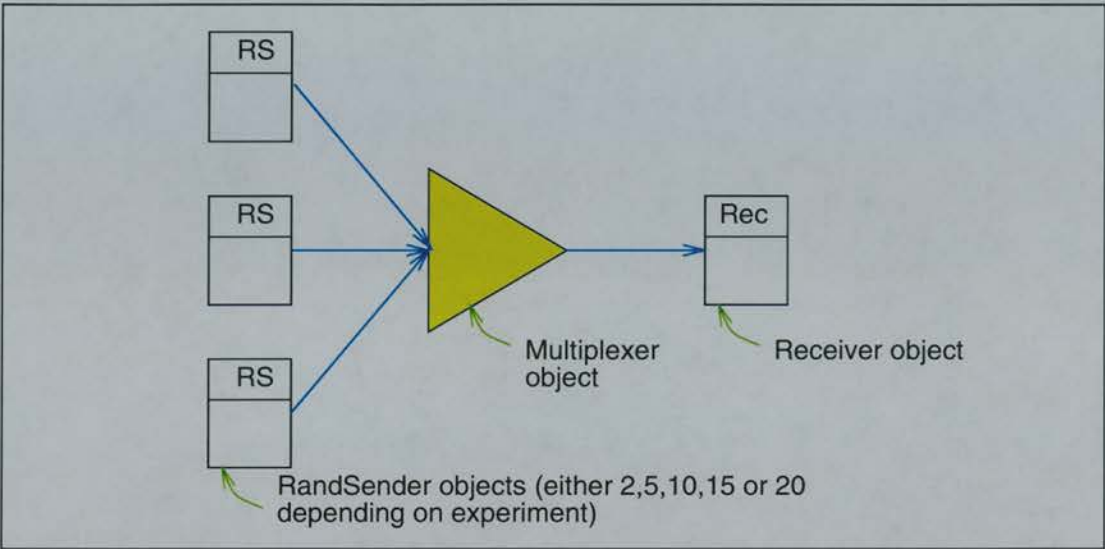 RS
RS
Rec
Multiplexer
object
Receiver object
RS
RandSender objects (either 2,5,10,15 or 20
depending on experiment)